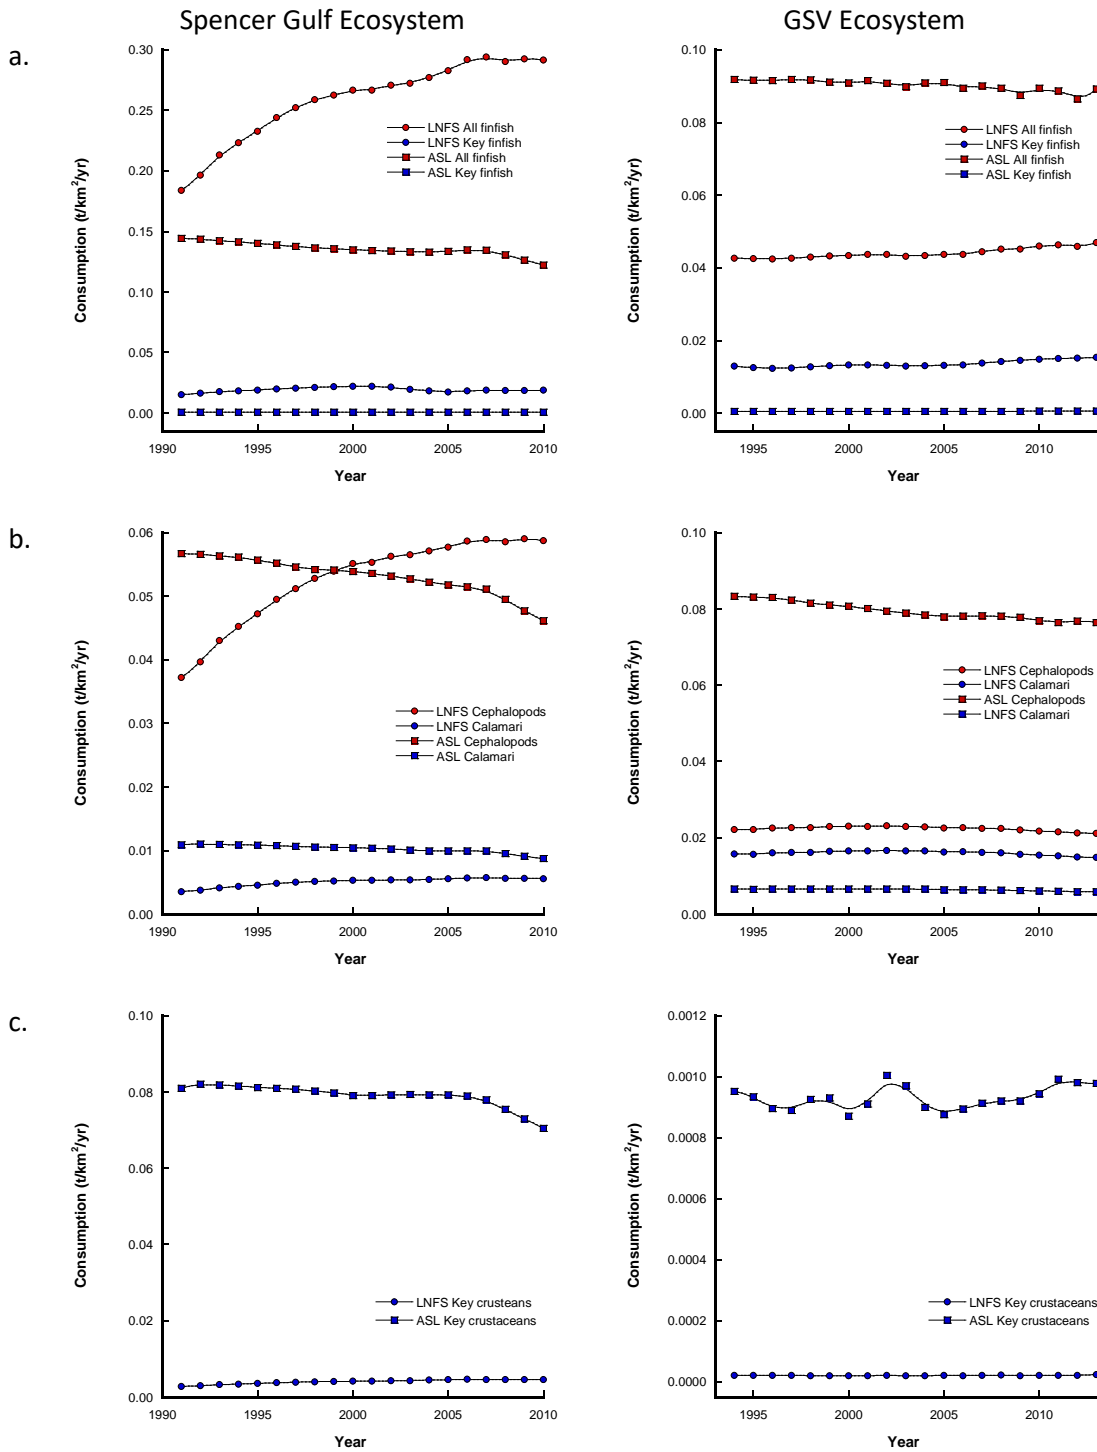 Spencer Gulf Ecosystem
GSV Ecosystem
a.
0.30
0.25
0.20
0.15
0.10
0.05
0.00
Consumption (t/km²/yr)
LNFS All finfish
LNFS Key finfish
ASL All finfish
ASL Key finfish
1990 1995 2000 2005 2010
Year
0.10
0.08
0.06
0.04
0.02
0.00
Consumption (t/km²/yr)
LNFS All finfish
LNFS Key finfish
ASL All finfish
ASL Key finfish
1995 2000 2005 2010
Year
b.
0.06
0.05
0.04
0.03
0.02
0.01
0.00
Consumption (t/km²/yr)
LNFS Cephalopods
LNFS Calamari
ASL Cephalopods
ASL Calamari
1990 1995 2000 2005 2010
Year
0.10
0.08
0.06
0.04
0.02
0.00
Consumption (t/km²/yr)
LNFS Cephalopods
LNFS Calamari
ASL Cephalopods
LNFS Calamari
1995 2000 2005 2010
Year
c.
0.10
0.08
0.06
0.04
0.02
0.00
Consumption (t/km²/yr)
LNFS Key crusteans
ASL Key crustaceans
1990 1995 2000 2005 2010
Year
0.0012
0.0010
0.0008
0.0006
0.0004
0.0002
0.0000
Consumption (t/km²/yr)
LNFS Key crustaceans
ASL Key crustaceans
1995 2000 2005 2010
Year